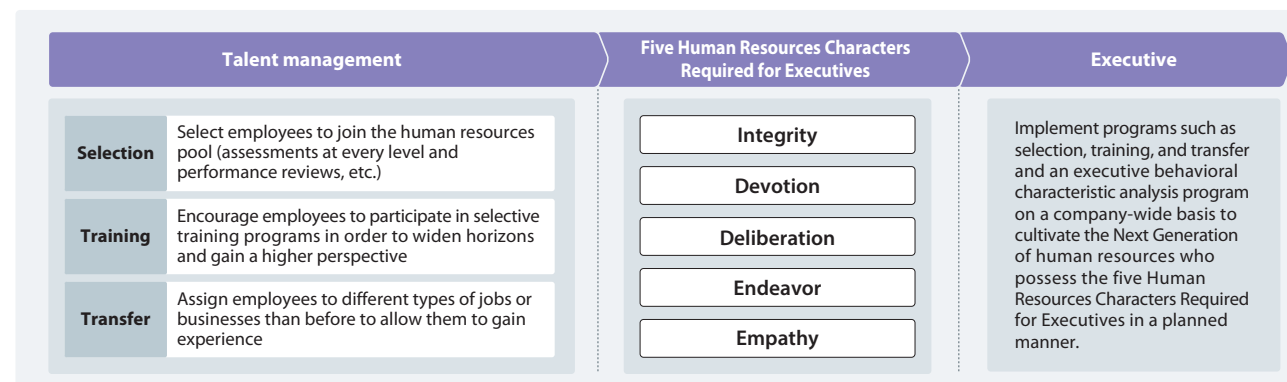 Talent management
Five Human Resources Characters
Required for Executives
Executive
Selection
Select employees to join the human resources
pool (assessments at every level and
performance reviews, etc.)
Training
Encourage employees to participate in selective
training programs in order to widen horizons
and gain a higher perspective
Transfer
Assign employees to different types of jobs or
businesses than before to allow them to gain
experience
Integrity
Devotion
Deliberation
Endeavor
Empathy
Implement programs such as
selection, training, and transfer
and an executive behavioral
characteristic analysis program
on a company-wide basis to
cultivate the Next Generation
of human resources who
possess the five Human
Resources Characters Required
for Executives in a planned
manner.